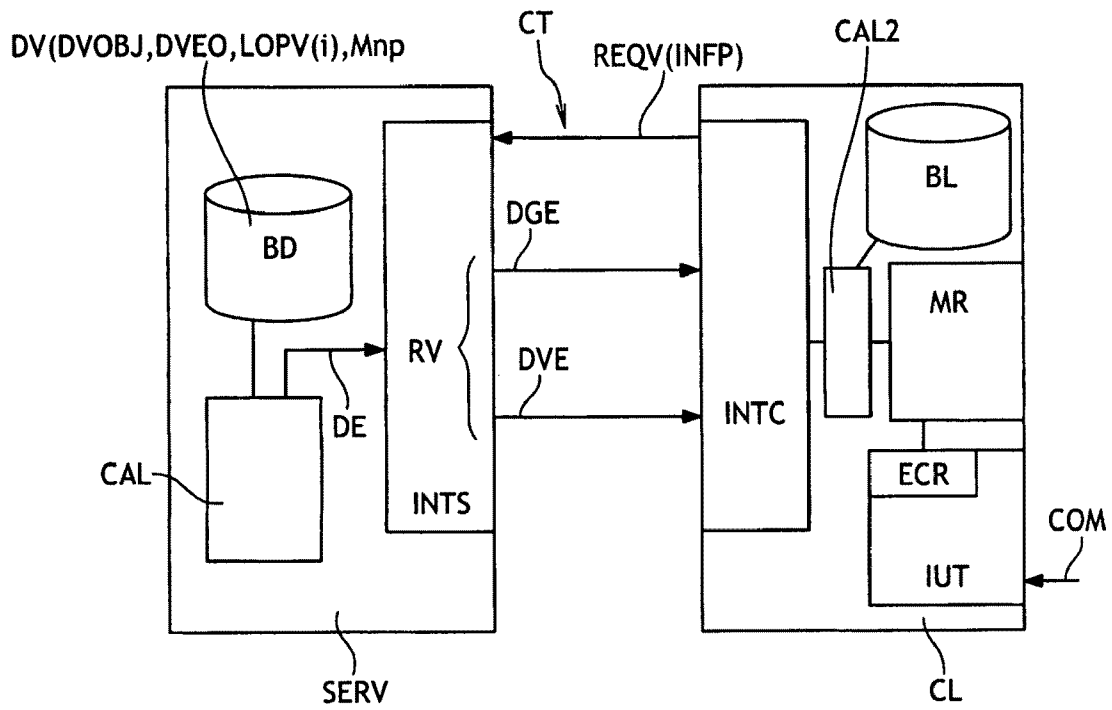 DV(DVOBJ,DVEO,LOPV(i),Mnp
CT
REQV(INFP)
CAL2
BD
BL
DGE
MR
RV
DVE
DE
INTC
CAL
INTS
ECR
COM
IUT
SERV
CL